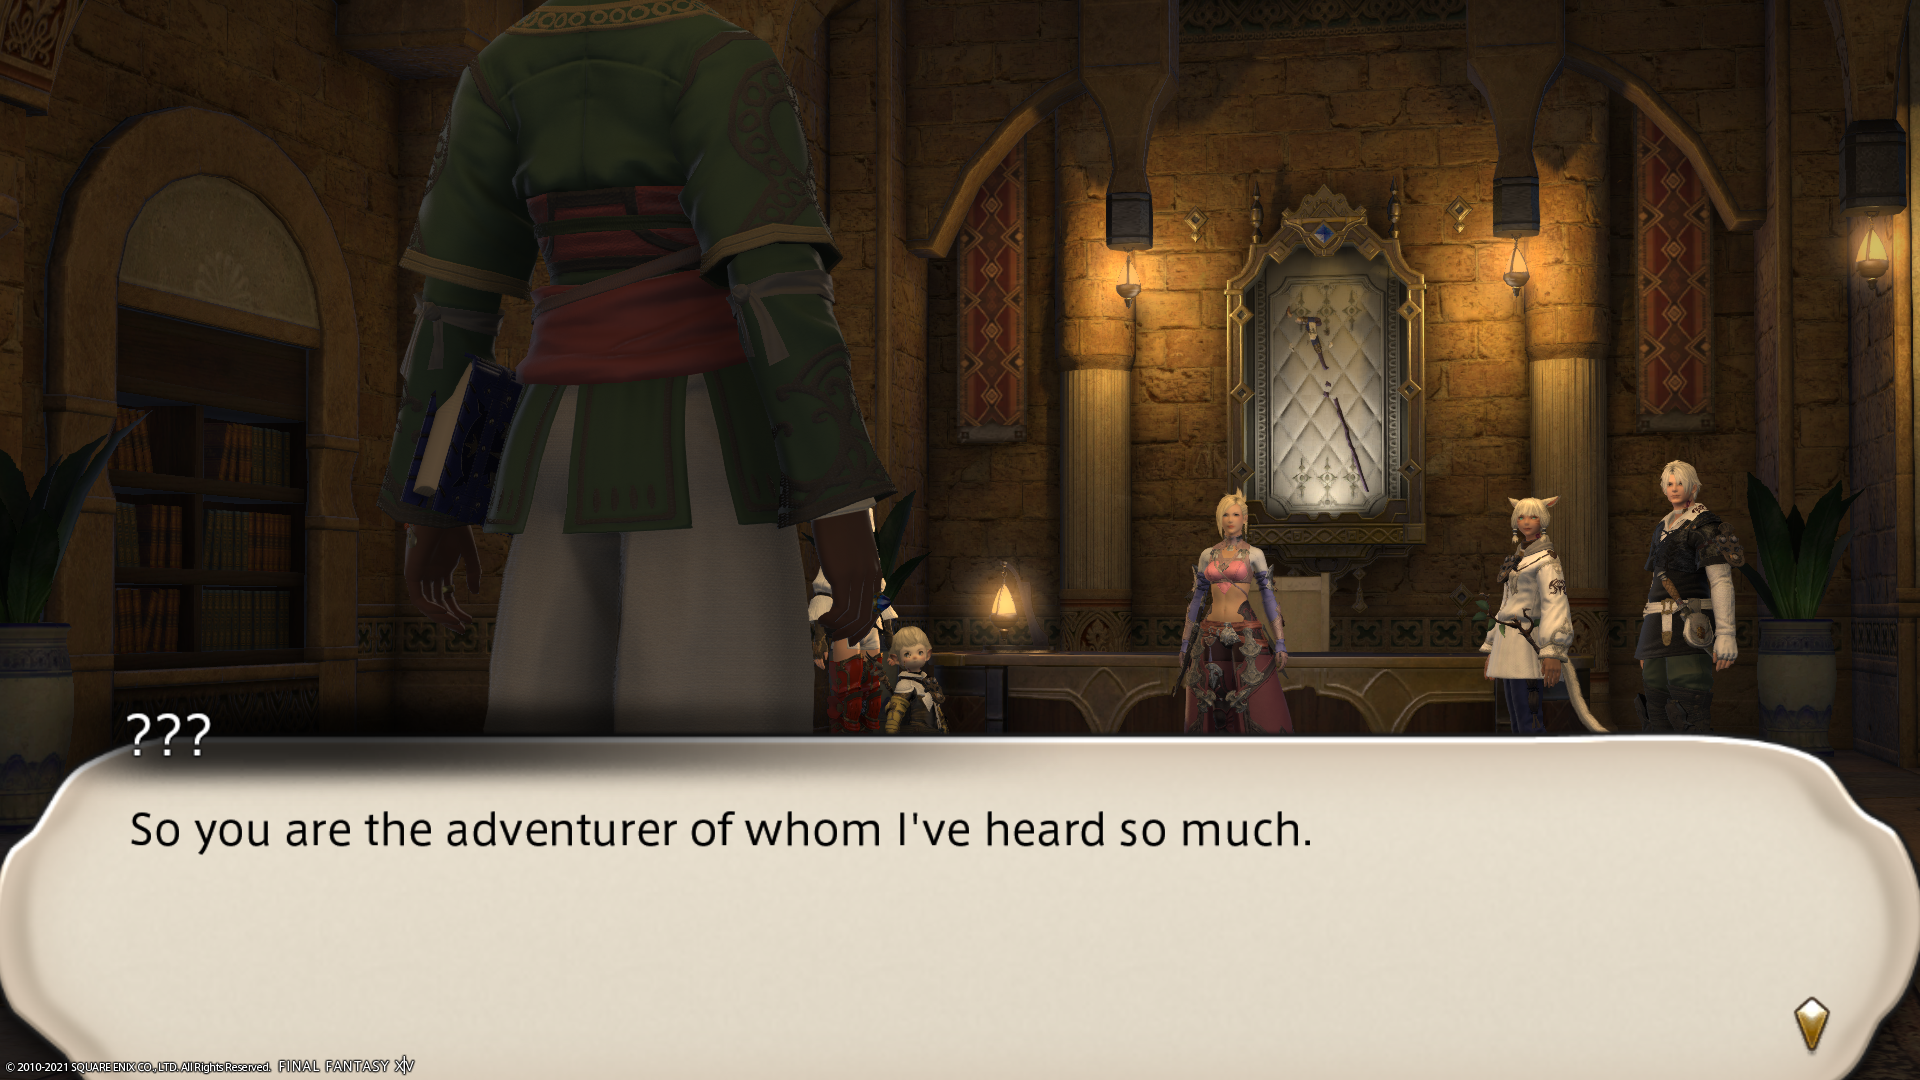 ???
So you are the adventurer of whom I've heard so much.
© 2010-2021 SQUARE ENIX CO., LTD. All Rights Reserved. FINAL FANTASY XIV